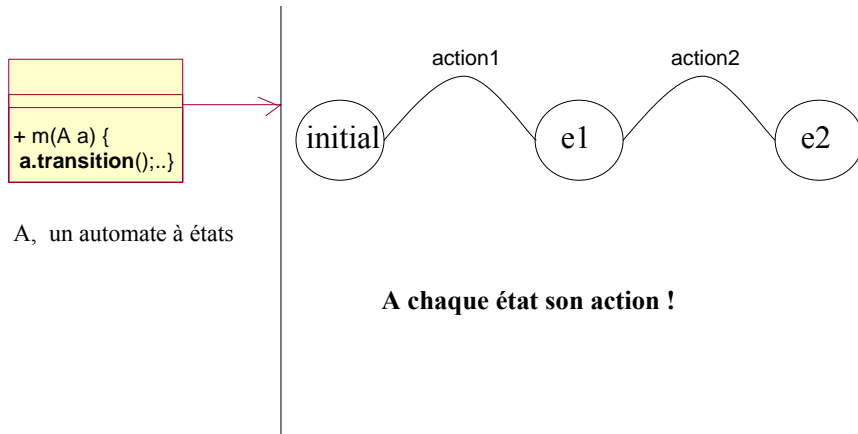 + m(A a) {
a.transition();..}
A, un automate à états
action1
action2
initial
e1
e2
A chaque état son action !